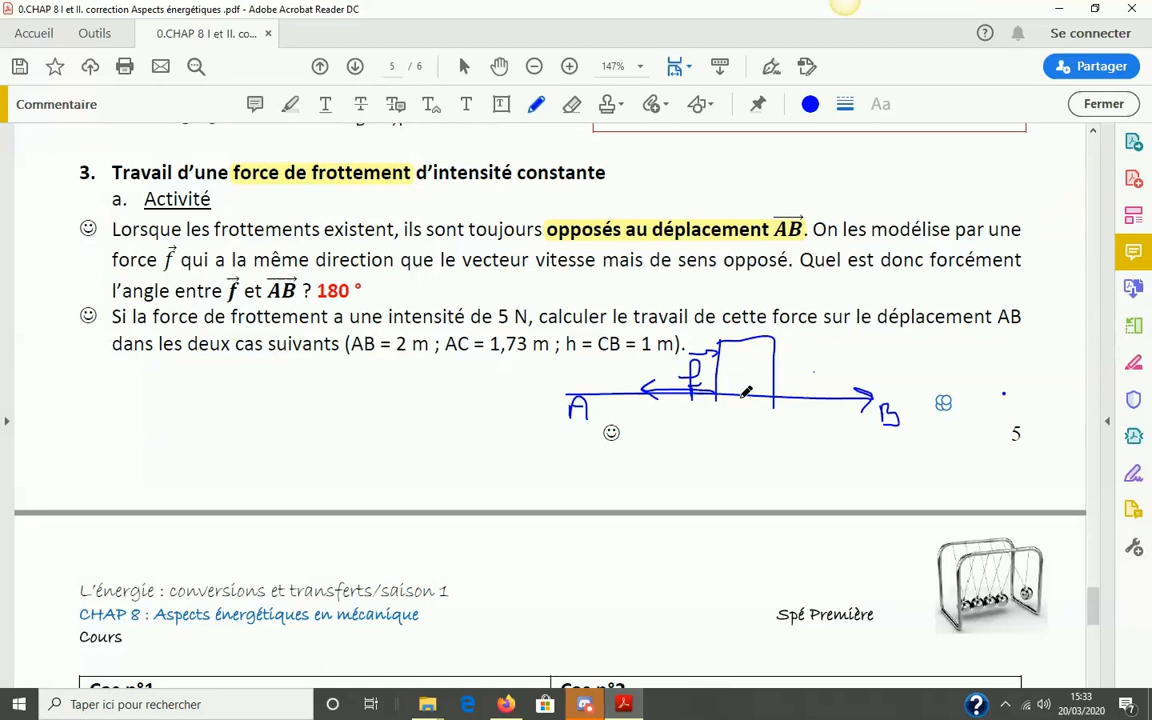 0.CHAP 8 I et II. correction Aspects énergétiques .pdf - Adobe Acrobat Reader DC
Accueil Outils 0.CHAP 8 I et II. co... × Se connecter
5 / 6 147% Partager
Commentaire Aa Fermer
3. Travail d'une force de frottement d'intensité constante
a. Activité
Lorsque les frottements existent, ils sont toujours opposés au déplacement AB. On les modélise par une
force f qui a la même direction que le vecteur vitesse mais de sens opposé. Quel est donc forcément
l'angle entre f et AB ? 180 °
Si la force de frottement a une intensité de 5 N, calculer le travail de cette force sur le déplacement AB
dans les deux cas suivants (AB = 2 m ; AC = 1,73 m ; h = CB = 1 m).
f
A B
5
L'énergie : conversions et transferts/saison 1
CHAP 8 : Aspects énergétiques en mécanique Spé Première
Cours
Cas n°1 Cas n°2
Taper ici pour rechercher
15:33
20/03/2020
7